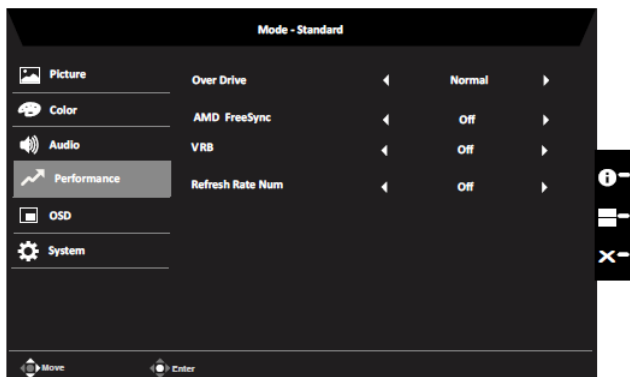 Mode - Standard
Picture
Color
Audio
Performance
OSD
System
Over Drive Normal
AMD FreeSync Off
VRB Off
Refresh Rate Num Off
Move Enter